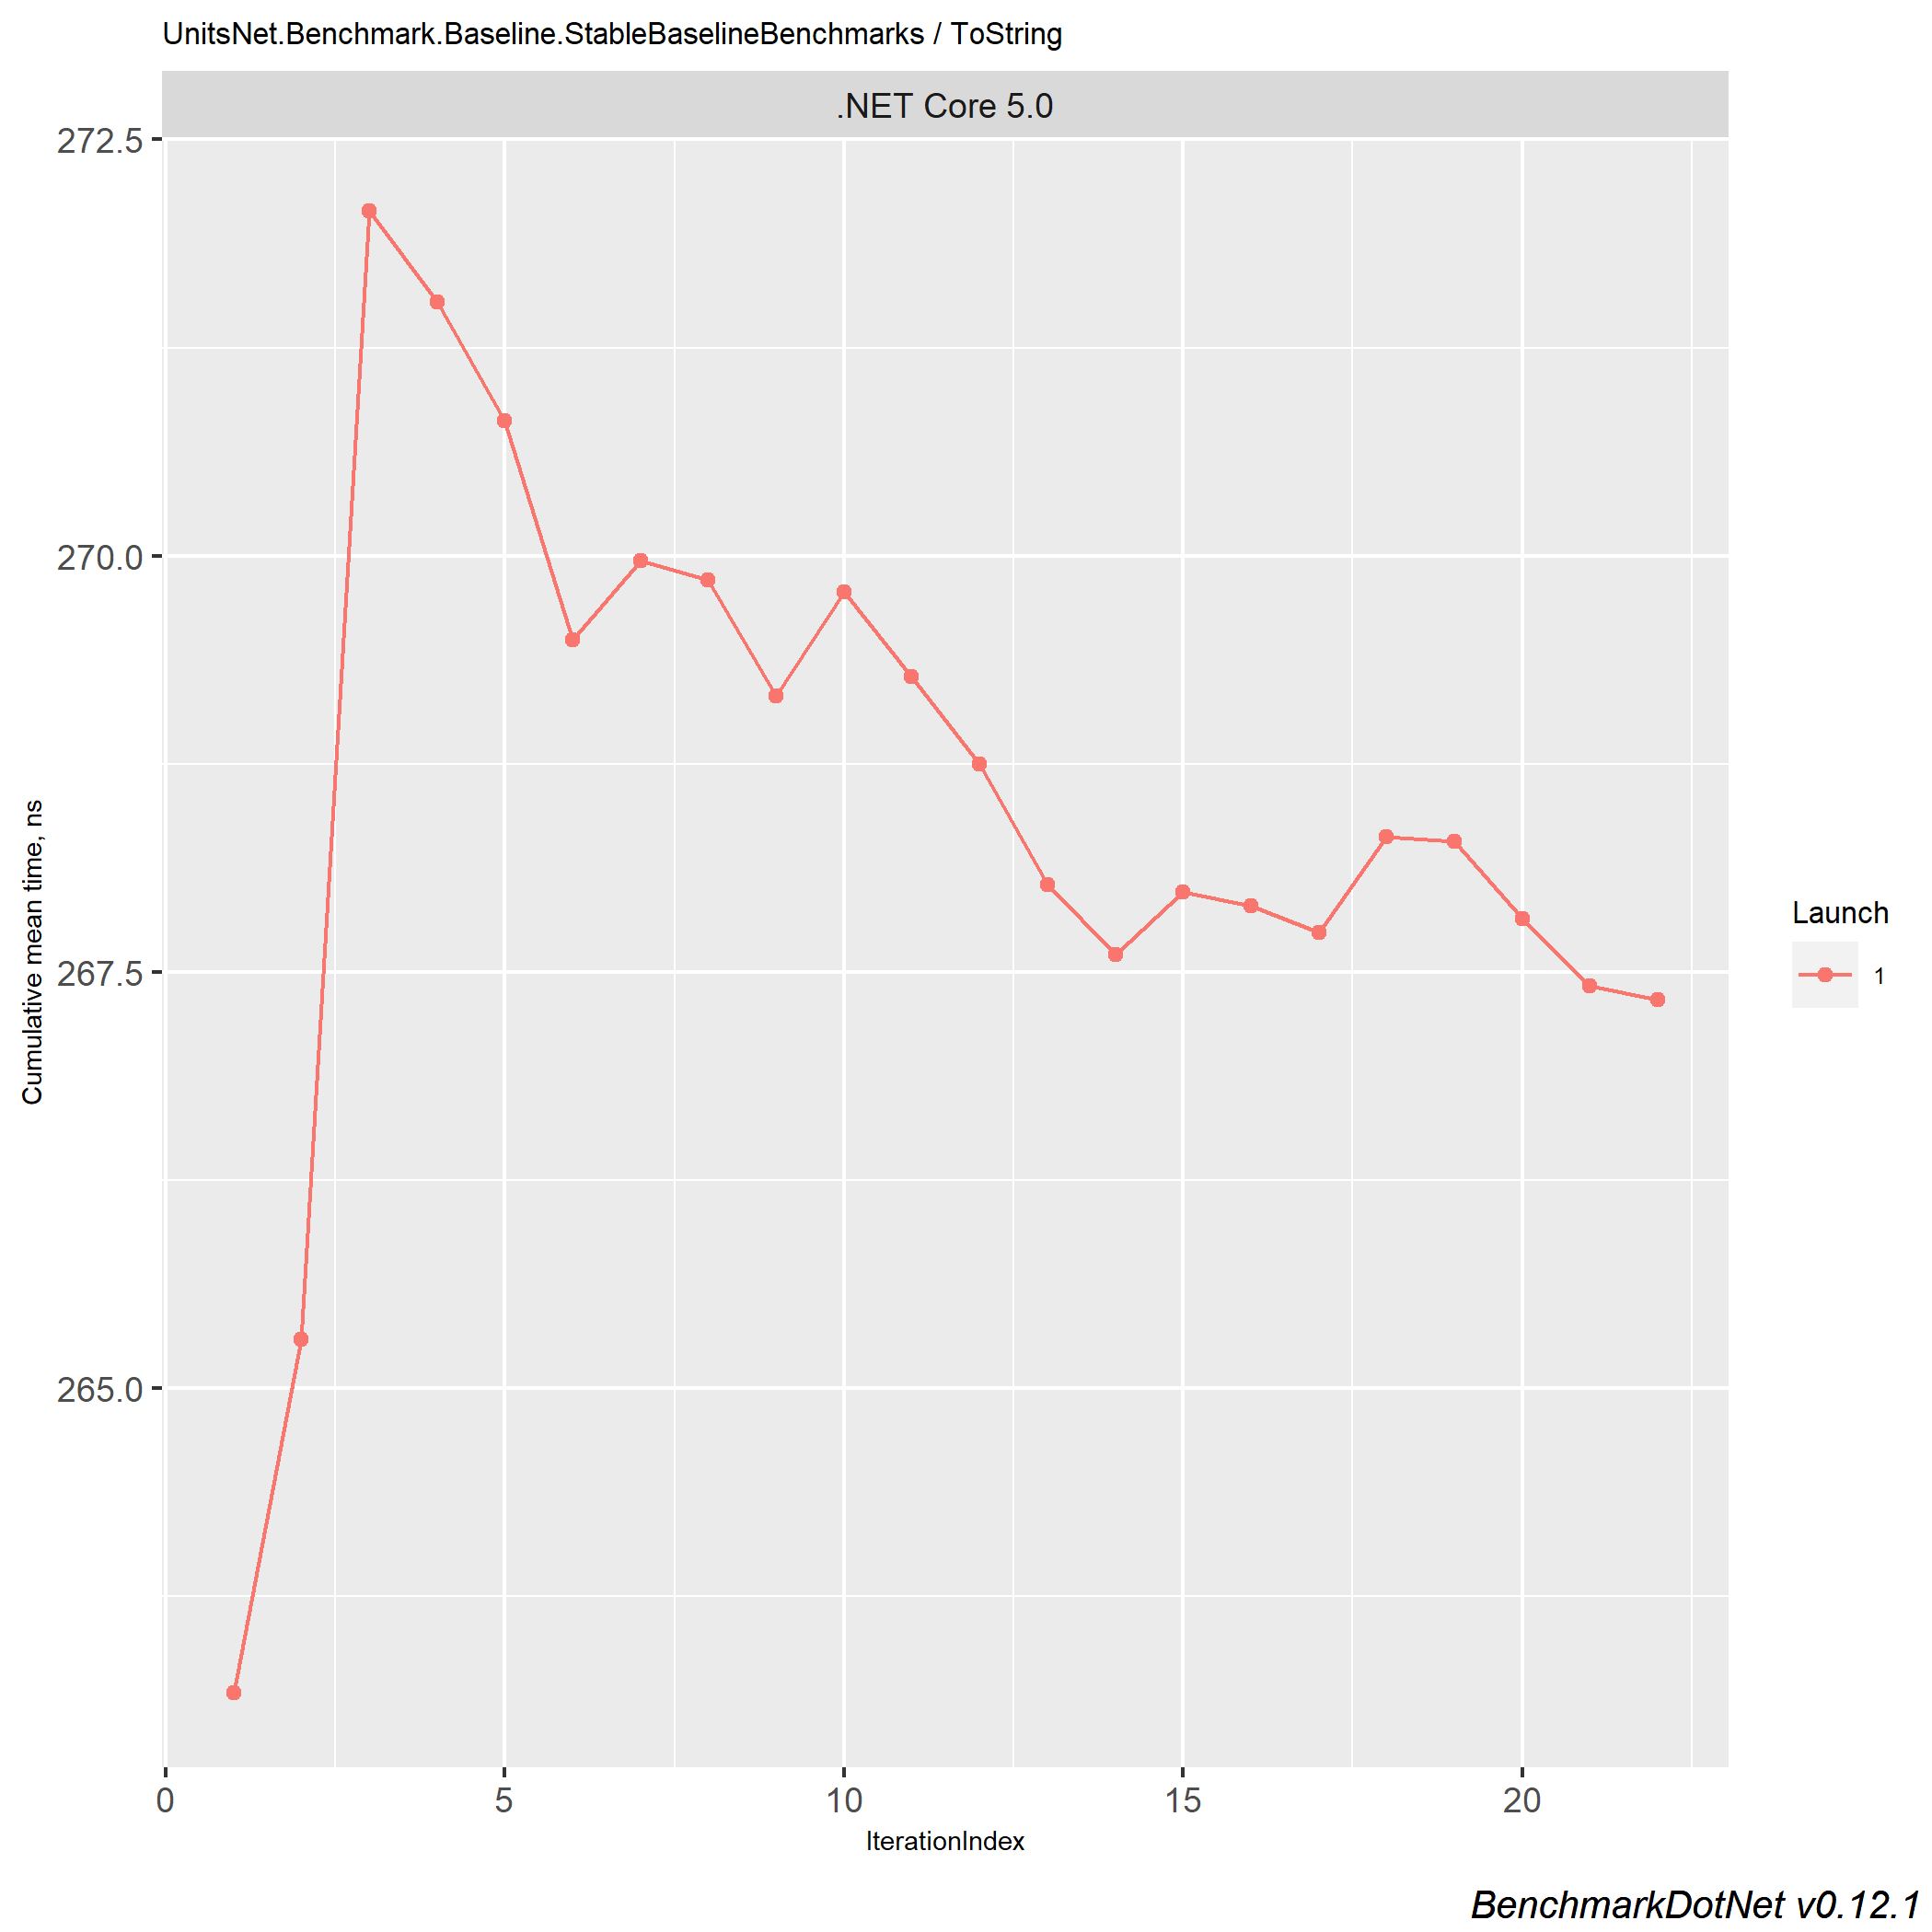 UnitsNet.Benchmark.Baseline.StableBaselineBenchmarks / ToString
.NET Core 5.0
272.5
270.0
267.5
265.0
Cumulative mean time, ns
0 5 10 15 20
IterationIndex
Launch
1
BenchmarkDotNet v0.12.1